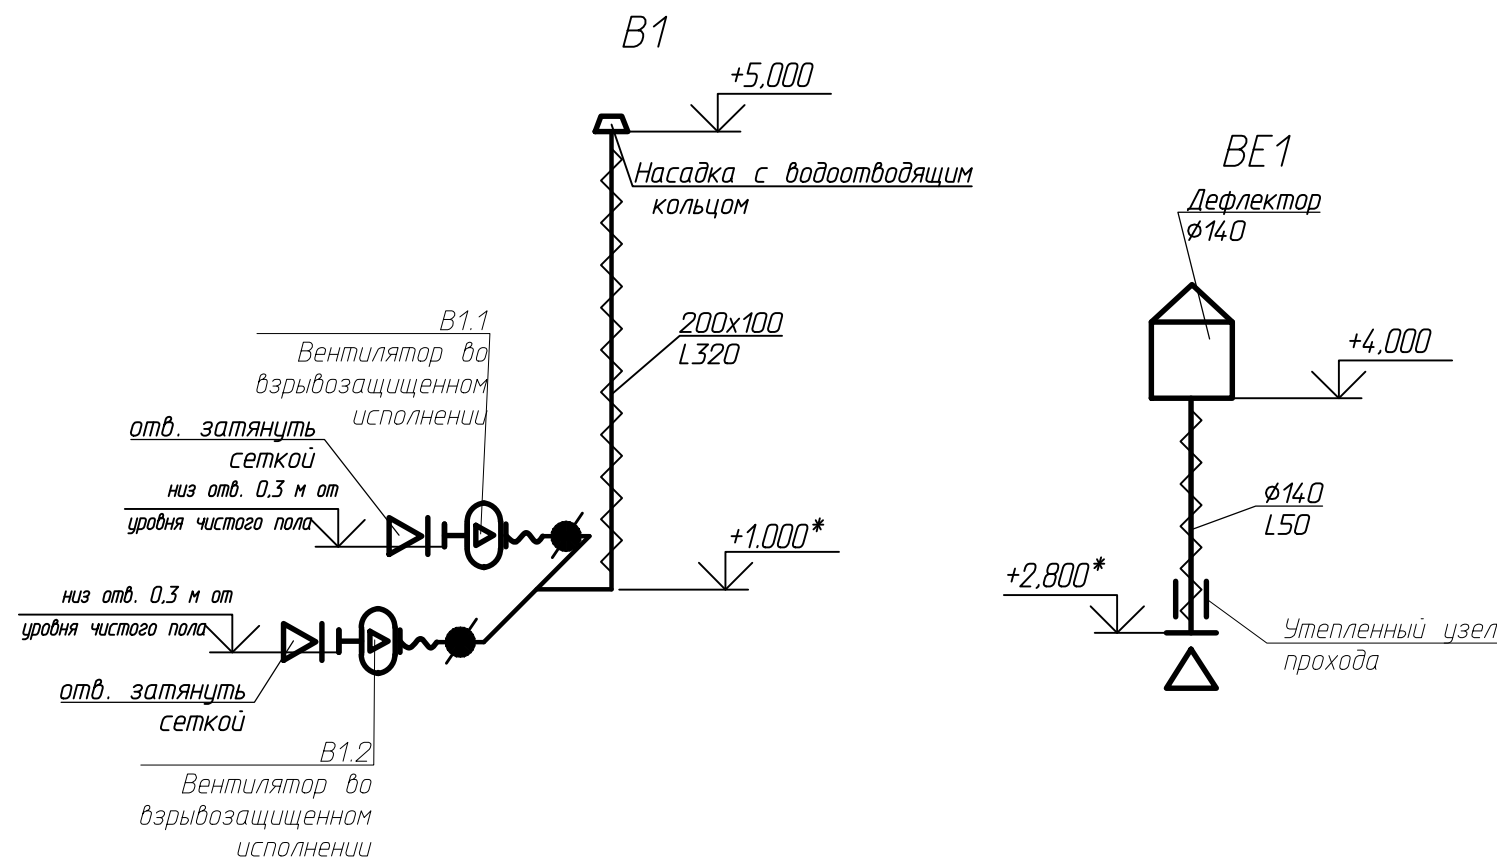 В1
+5,000
Насадка с водоотводящим
кольцом
200х100
L320
В1.1
Вентилятор во
взрывозащищенном
исполнении
отв. затянуть
сеткой
низ отв. 0,3 м от
уровня чистого пола
+1.000*
низ отв. 0,3 м от
уровня чистого пола
отв. затянуть
сеткой
В1.2
Вентилятор во
взрывозащищенном
исполнении
ВЕ1
Дефлектор
ϕ140
+4,000
ϕ140
L50
+2,800*
Утепленный узел
прохода